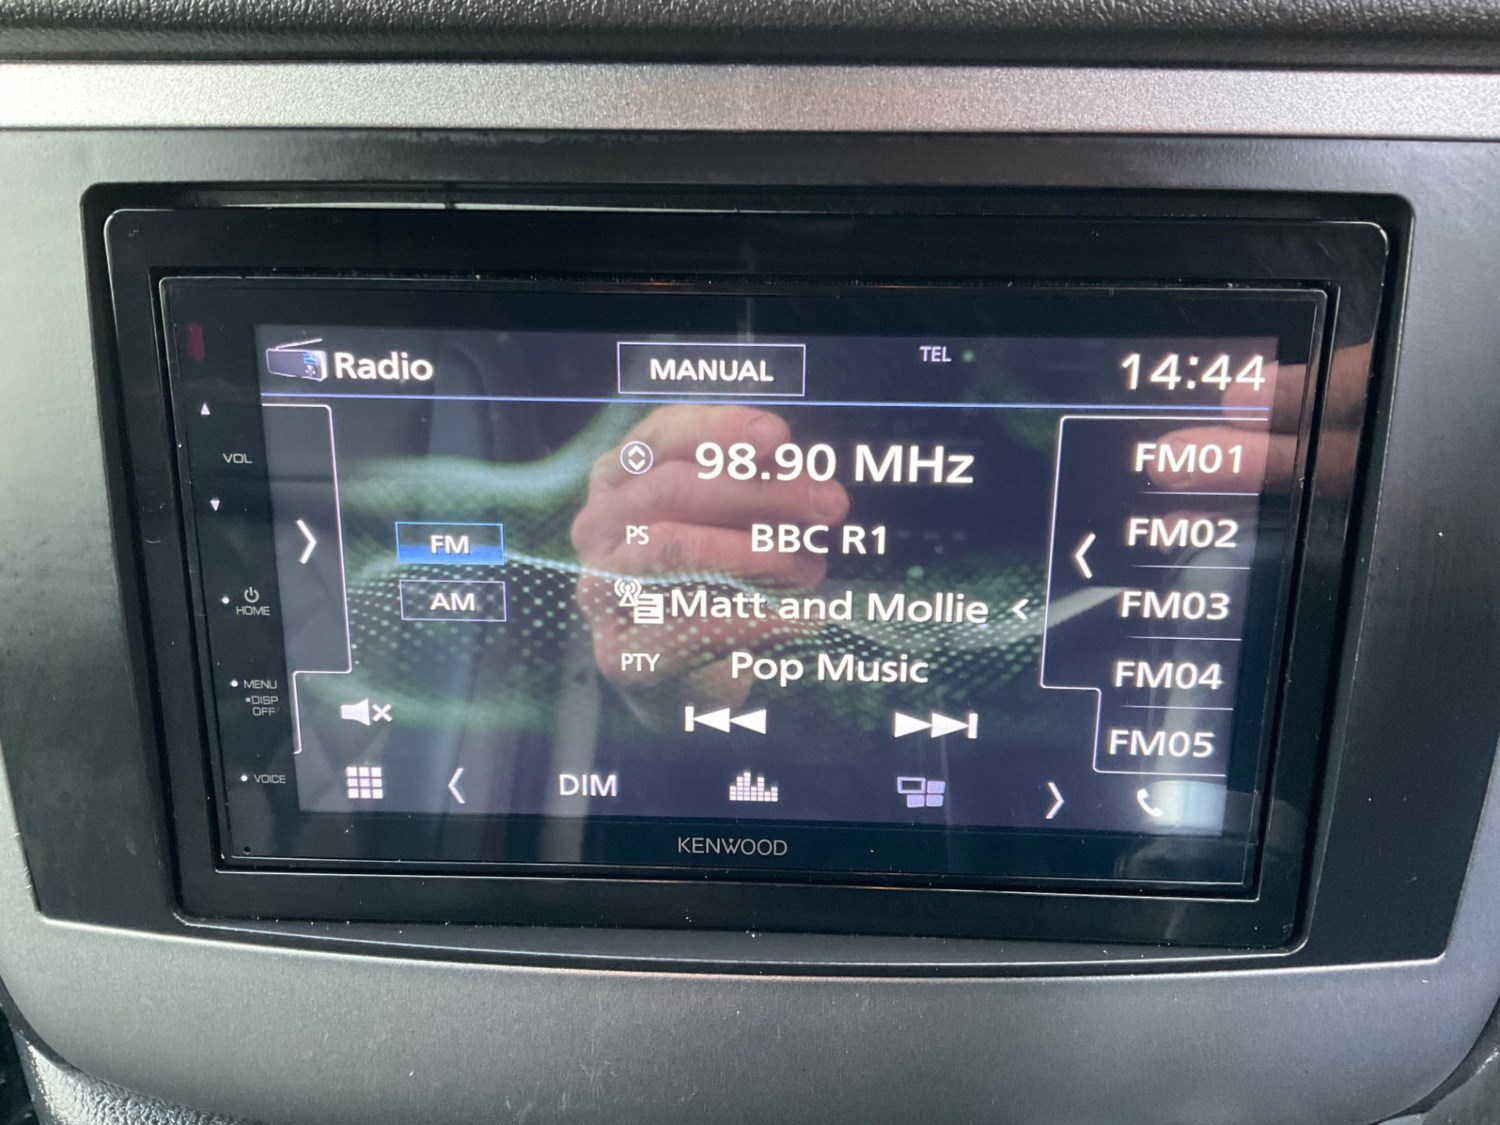 Radio
MANUAL
TEL
14:44
VOL
98.90 MHz
FM01
FM
PS
BBC R1
FM02
AM
Matt and Mollie
FM03
HOME
PTY
Pop Music
FM04
MENU
DISP
OFF
FM05
VOICE
DIM
KENWOOD